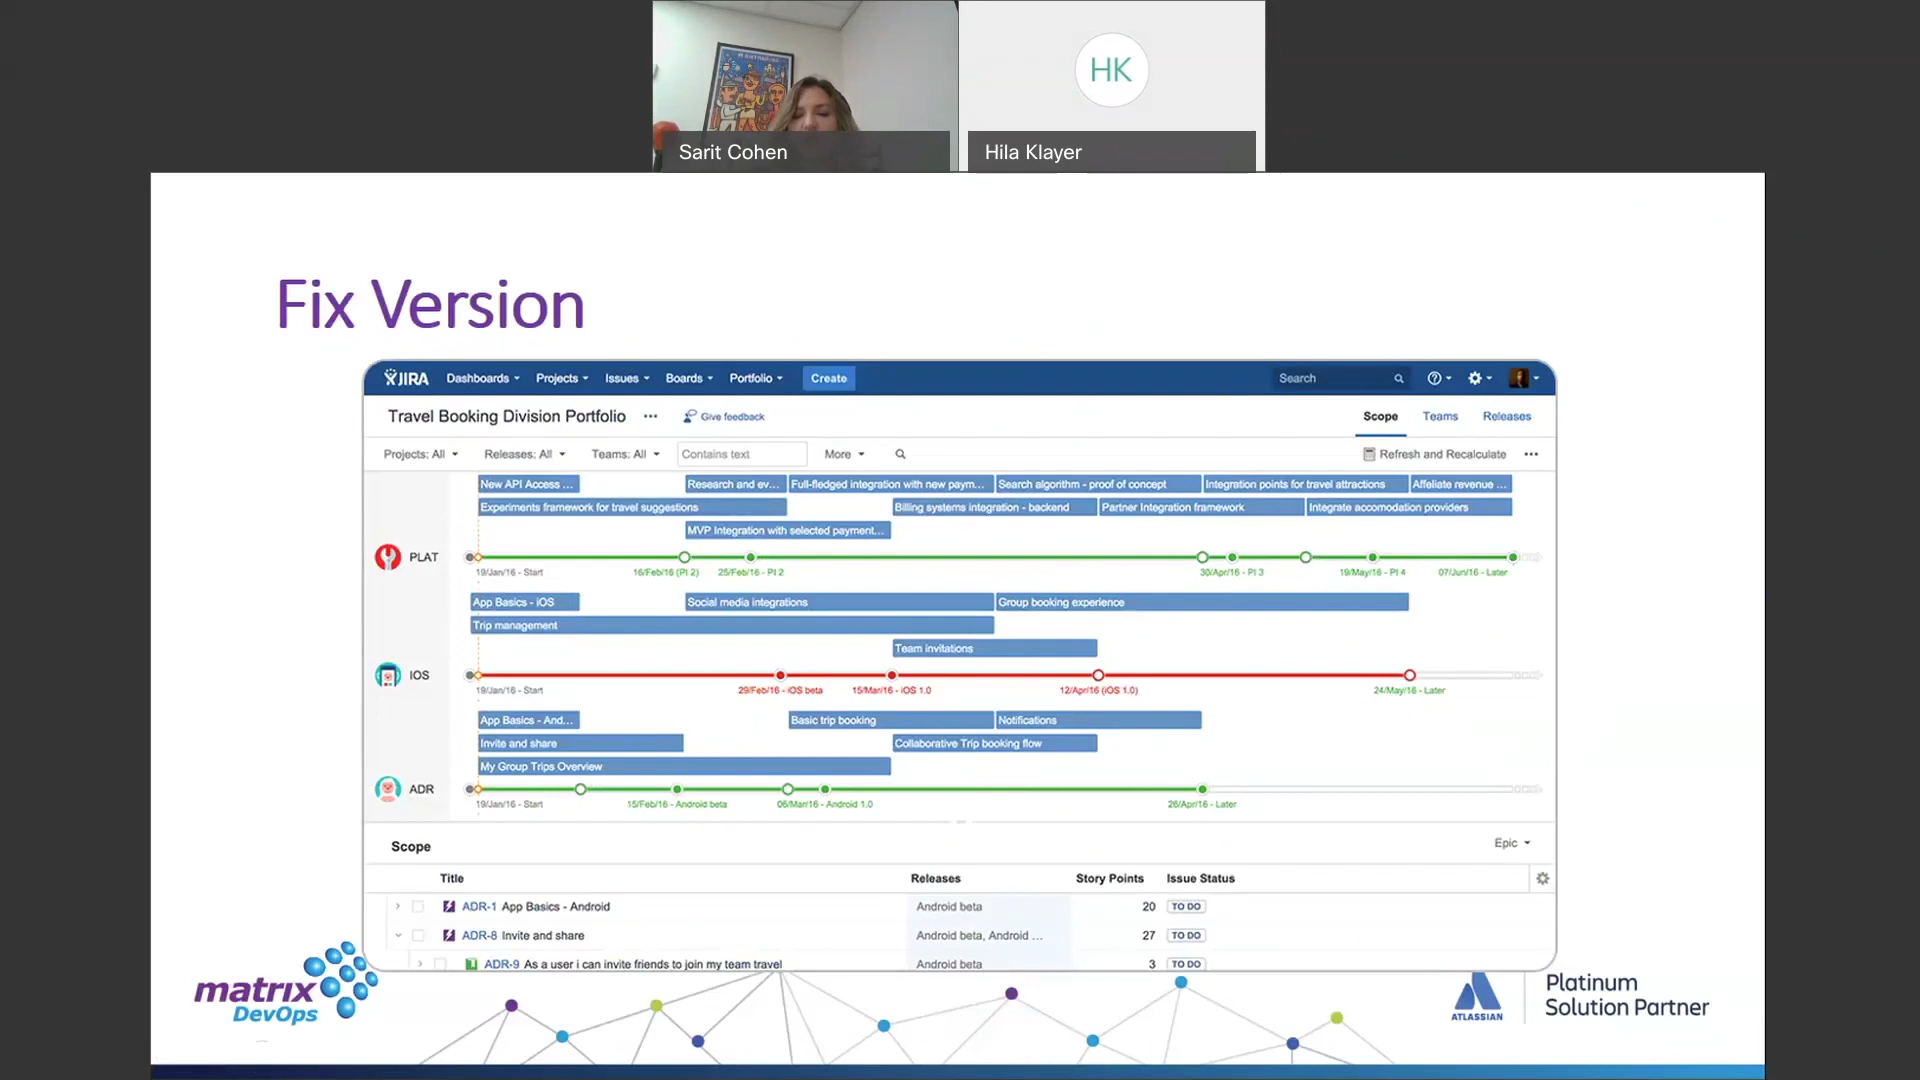 HK
Sarit Cohen
Hila Klayer
Fix Version
JIRA Dashboards Projects Issues Boards Portfolio Create Search
Travel Booking Division Portfolio ••• Give feedback Scope Teams Releases
Projects: All Releases: All Teams: All Contains text More Refresh and Recalculate •••
New API Access ... Research and ev... Full-fledged integration with new paym... Search algorithm - proof of concept Integration points for travel attractions Affeliate revenue ...
Experiments framework for travel suggestions Billing systems integration - backend Partner Integration framework Integrate accomodation providers
MVP Integration with selected payment...
PLAT
19/Jan/16 - Start 16/Feb/16 (PI 2) 25/Feb/16 - PI 2 30/Apr/16 - PI 3 19/May/16 - PI 4 07/Jun/16 - Later
App Basics - iOS Social media integrations Group booking experience
Trip management
Team invitations
IOS
19/Jan/16 - Start 29/Feb/16 - iOS beta 15/Mar/16 - iOS 1.0 12/Apr/16 (iOS 1.0) 24/May/16 - Later
App Basics - And... Basic trip booking Notifications
Invite and share Collaborative Trip booking flow
My Group Trips Overview
ADR
19/Jan/16 - Start 15/Feb/16 - Android beta 06/Mar/16 - Android 1.0 26/Apr/16 - Later
Scope Epic
Title Releases Story Points Issue Status
ADR-1 App Basics - Android Android beta 20 TO DO
ADR-8 Invite and share Android beta, Android ... 27 TO DO
ADR-9 As a user i can invite friends to join my team travel Android beta 3 TO DO
matrix
DevOps
ATLASSIAN
Platinum
Solution Partner